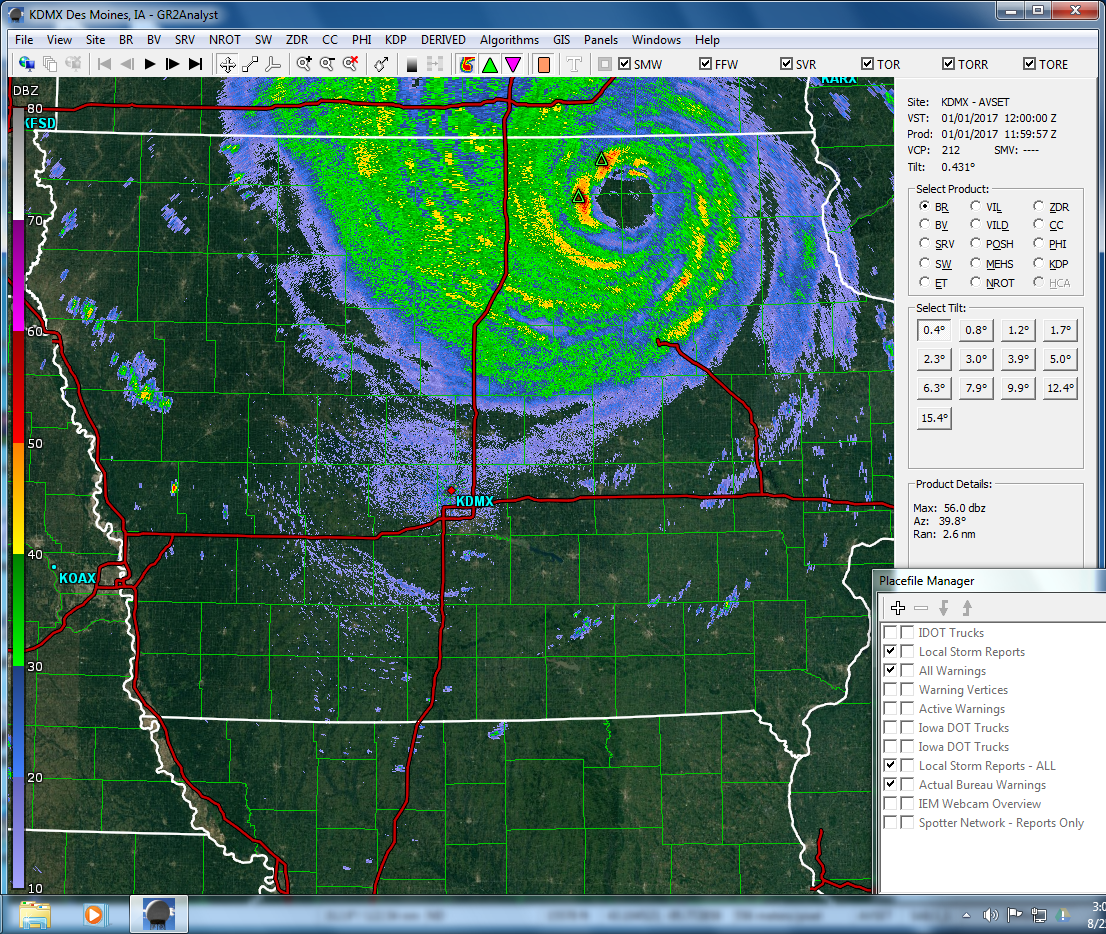 KDMX Des Moines, IA - GR2Analyst
File View Site BR BV SRV NROT SW ZDR CC PHI KDP DERIVED Algorithms GIS Panels Windows Help
SMW FFW SVR TOR TORR TORE
DBZ
80
70
60
50
40
30
20
10
KFSD
KARX
KDMX
KOAX
Site: KDMX - AVSET
VST: 01/01/2017 12:00:00 Z
Prod: 01/01/2017 11:59:57 Z
VCP: 212 SMV: ----
Tilt: 0.431°
Select Product:
BR VIL ZDR
BV VILD CC
SRV POSH PHI
SW MEHS KDP
ET NROT HCA
Select Tilt:
0.4° 0.8° 1.2° 1.7°
2.3° 3.0° 3.9° 5.0°
6.3° 7.9° 9.9° 12.4°
15.4°
Product Details:
Max: 56.0 dbz
Az: 39.8°
Ran: 2.6 nm
Placefile Manager
IDOT Trucks
Local Storm Reports
All Warnings
Warning Vertices
Active Warnings
Iowa DOT Trucks
Iowa DOT Trucks
Local Storm Reports - ALL
Actual Bureau Warnings
IEM Webcam Overview
Spotter Network - Reports Only